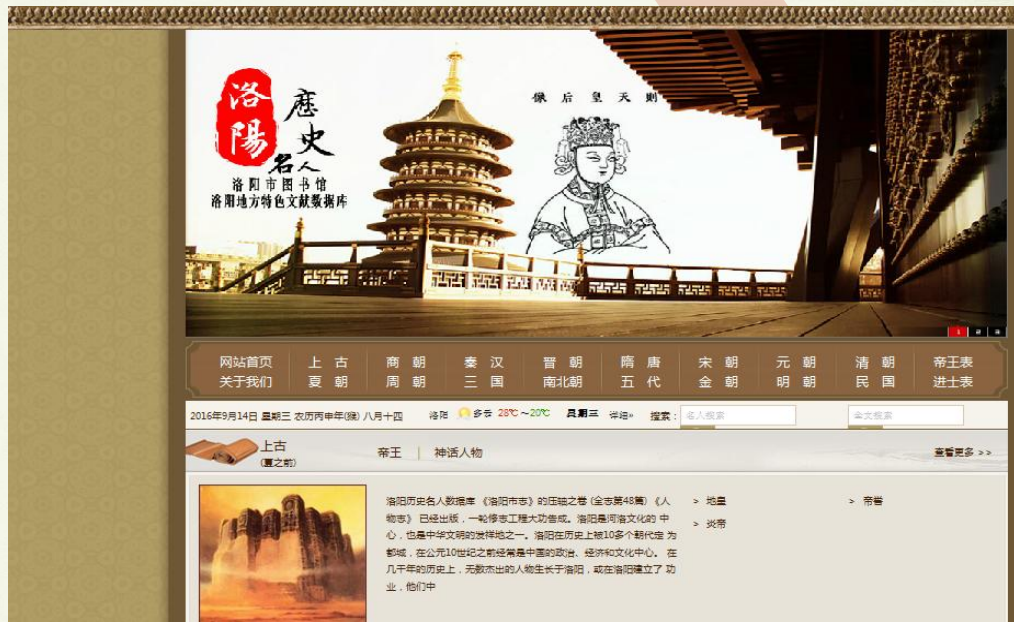 洛陽
歷史
名人
洛阳市图书馆
洛阳地方特色文献数据库
像后皇天则
网站首页 上古 商朝 秦汉 晋朝 隋唐 宋朝 元朝 清朝 帝王表
关于我们 夏朝 周朝 三国 南北朝 五代 金朝 明朝 民国 进士表
2016年9月14日 星期三 农历丙申年(猴) 八月十四 洛阳 多云 28℃~20℃ 星期三 详细» 搜索： 名人检索 全文检索
上古
(夏之前)
帝王 | 神话人物
查看更多 >>
洛阳历史名人数据库 《洛阳市志》的压轴之卷 (全志第48篇) 《人
物志》 已经出版，一轮修志工程大功告成。洛阳是河洛文化的 中
心，也是中华文明的发祥地之一。洛阳在历史上被10多个朝代定 为
都城，在公元10世纪之前经常是中国的政治、经济和文化中心。 在
几千年的历史上，无数杰出的人物生长于洛阳，或在洛阳建立了 功
业，他们中
> 地皇
> 帝喾
> 炎帝